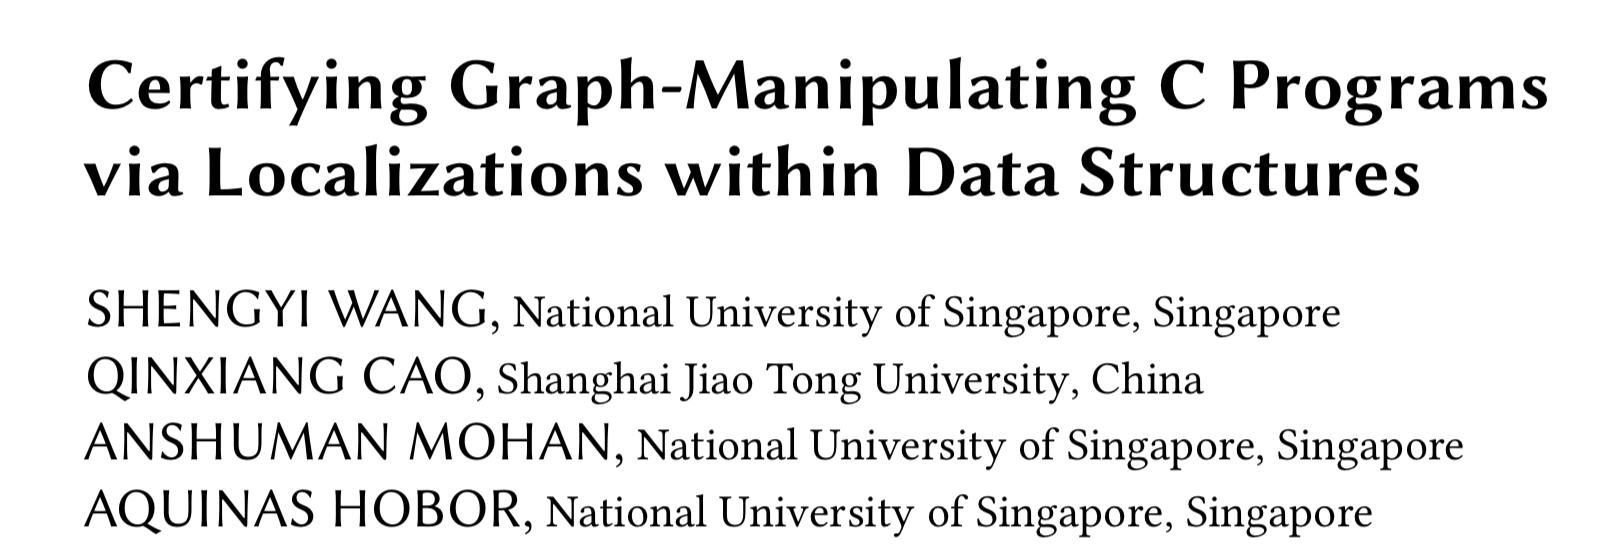 Certifying Graph-Manipulating C Programs
via Localizations within Data Structures
SHENGYI WANG, National University of Singapore, Singapore
QINXIANG CAO, Shanghai Jiao Tong University, China
ANSHUMAN MOHAN, National University of Singapore, Singapore
AQUINAS HOBOR, National University of Singapore, Singapore